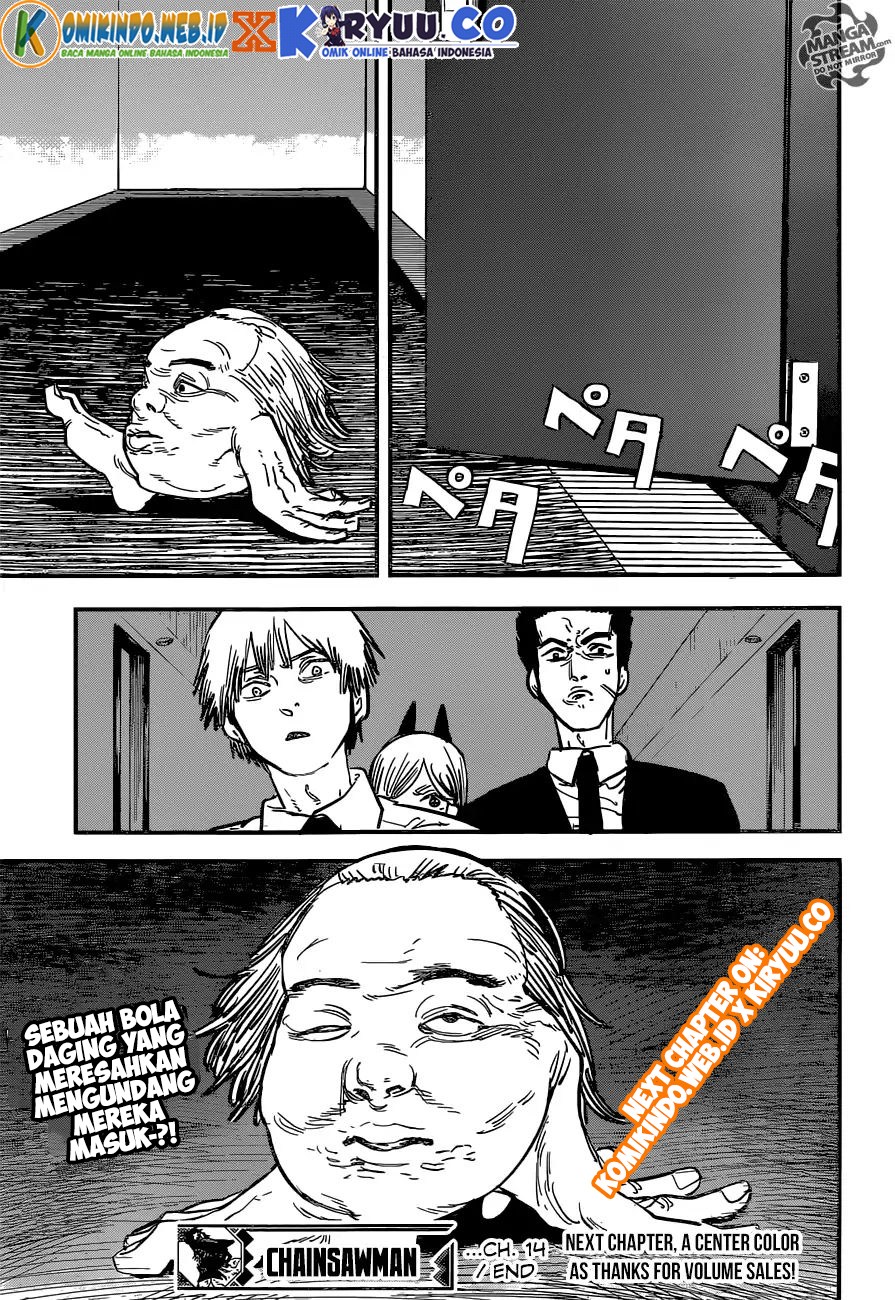 KOMIKINDO.WEB.ID X KIRYUU.CO
BACA MANGA ONLINE BAHASA INDONESIA
KOMIK ONLINE BAHASA INDONESIA
MANGA
STREAM.com
DO NOT MIRROR
ペタ
ペタ
ペタ
ペタ
SEBUAH BOLA
DAGING YANG
MERESAHKAN
MENGUNDANG
MEREKA
MASUK-?!
NEXT CHAPTER ON:
KOMIKINDO.WEB.ID X KIRYUU.CO
CHAINSAWMAN
...CH. 14
/ END
NEXT CHAPTER, A CENTER COLOR
AS THANKS FOR VOLUME SALES!